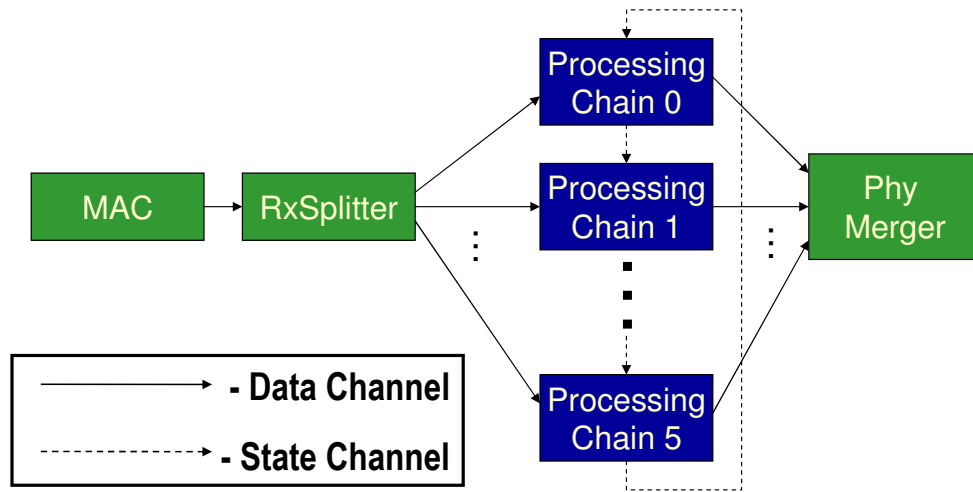 Processing
Chain 0
MAC
RxSplitter
Processing
Chain 1
Phy
Merger
Processing
Chain 5
- Data Channel
- State Channel